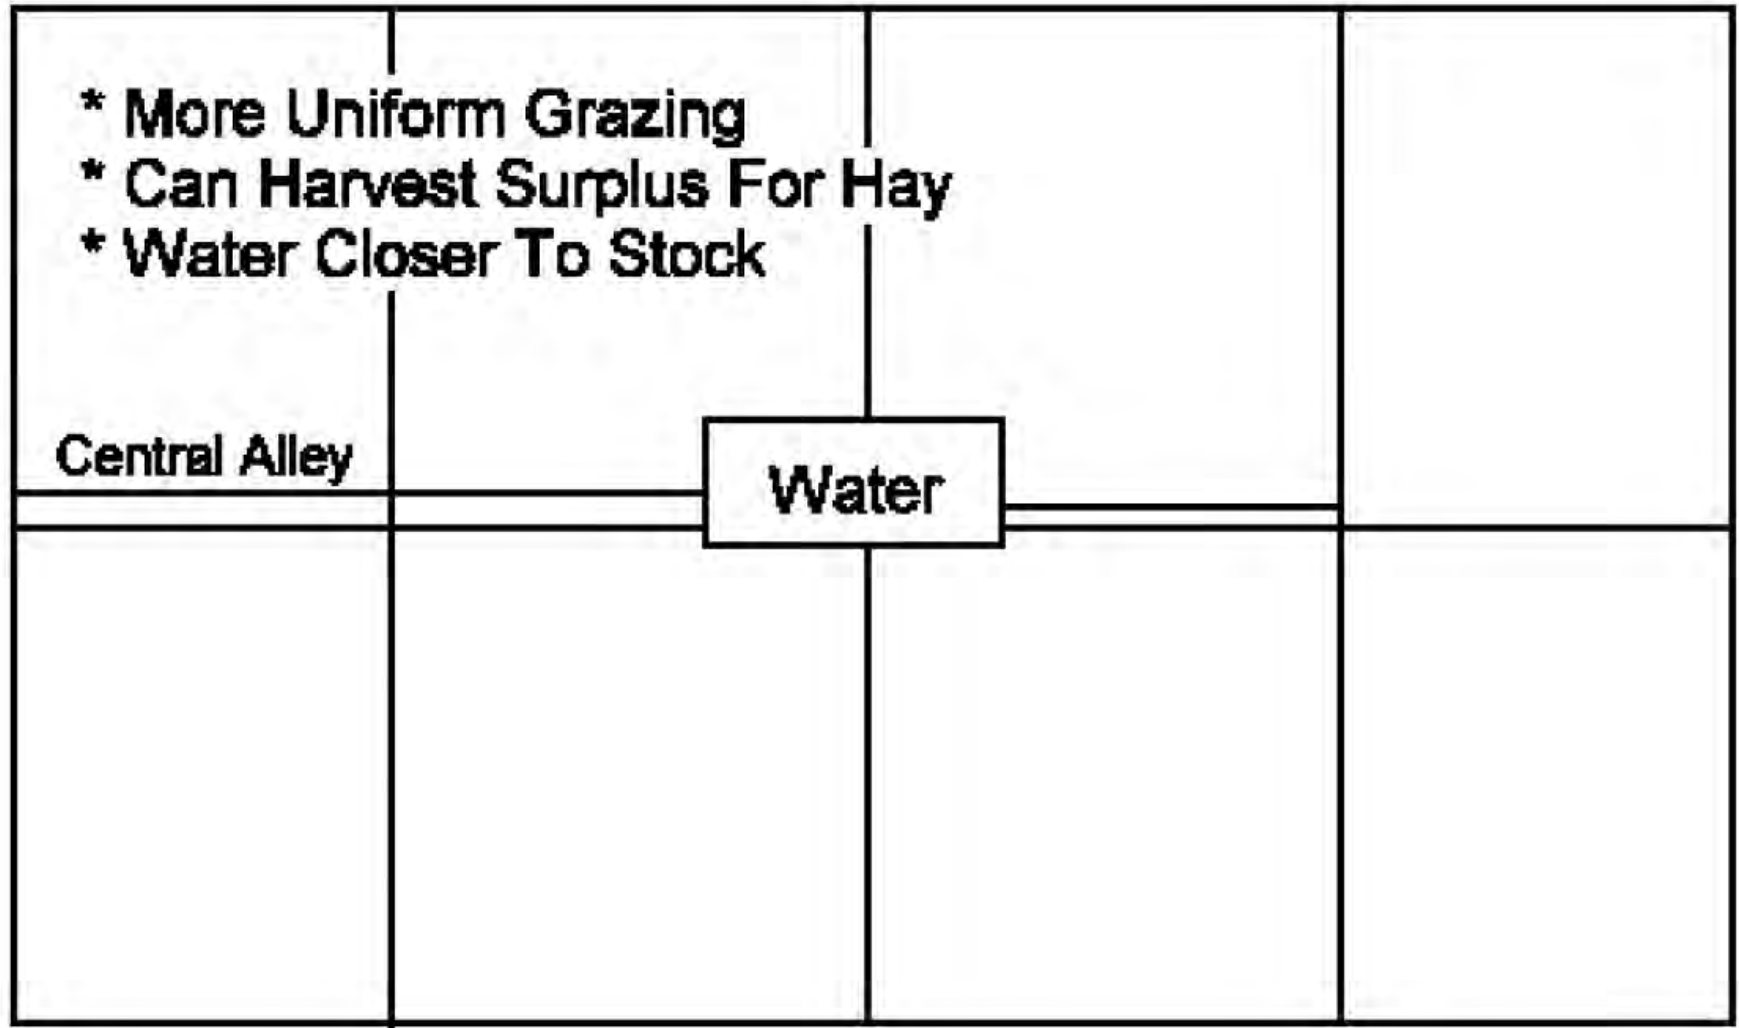 * More Uniform Grazing
* Can Harvest Surplus For Hay
* Water Closer To Stock
Central Alley
Water